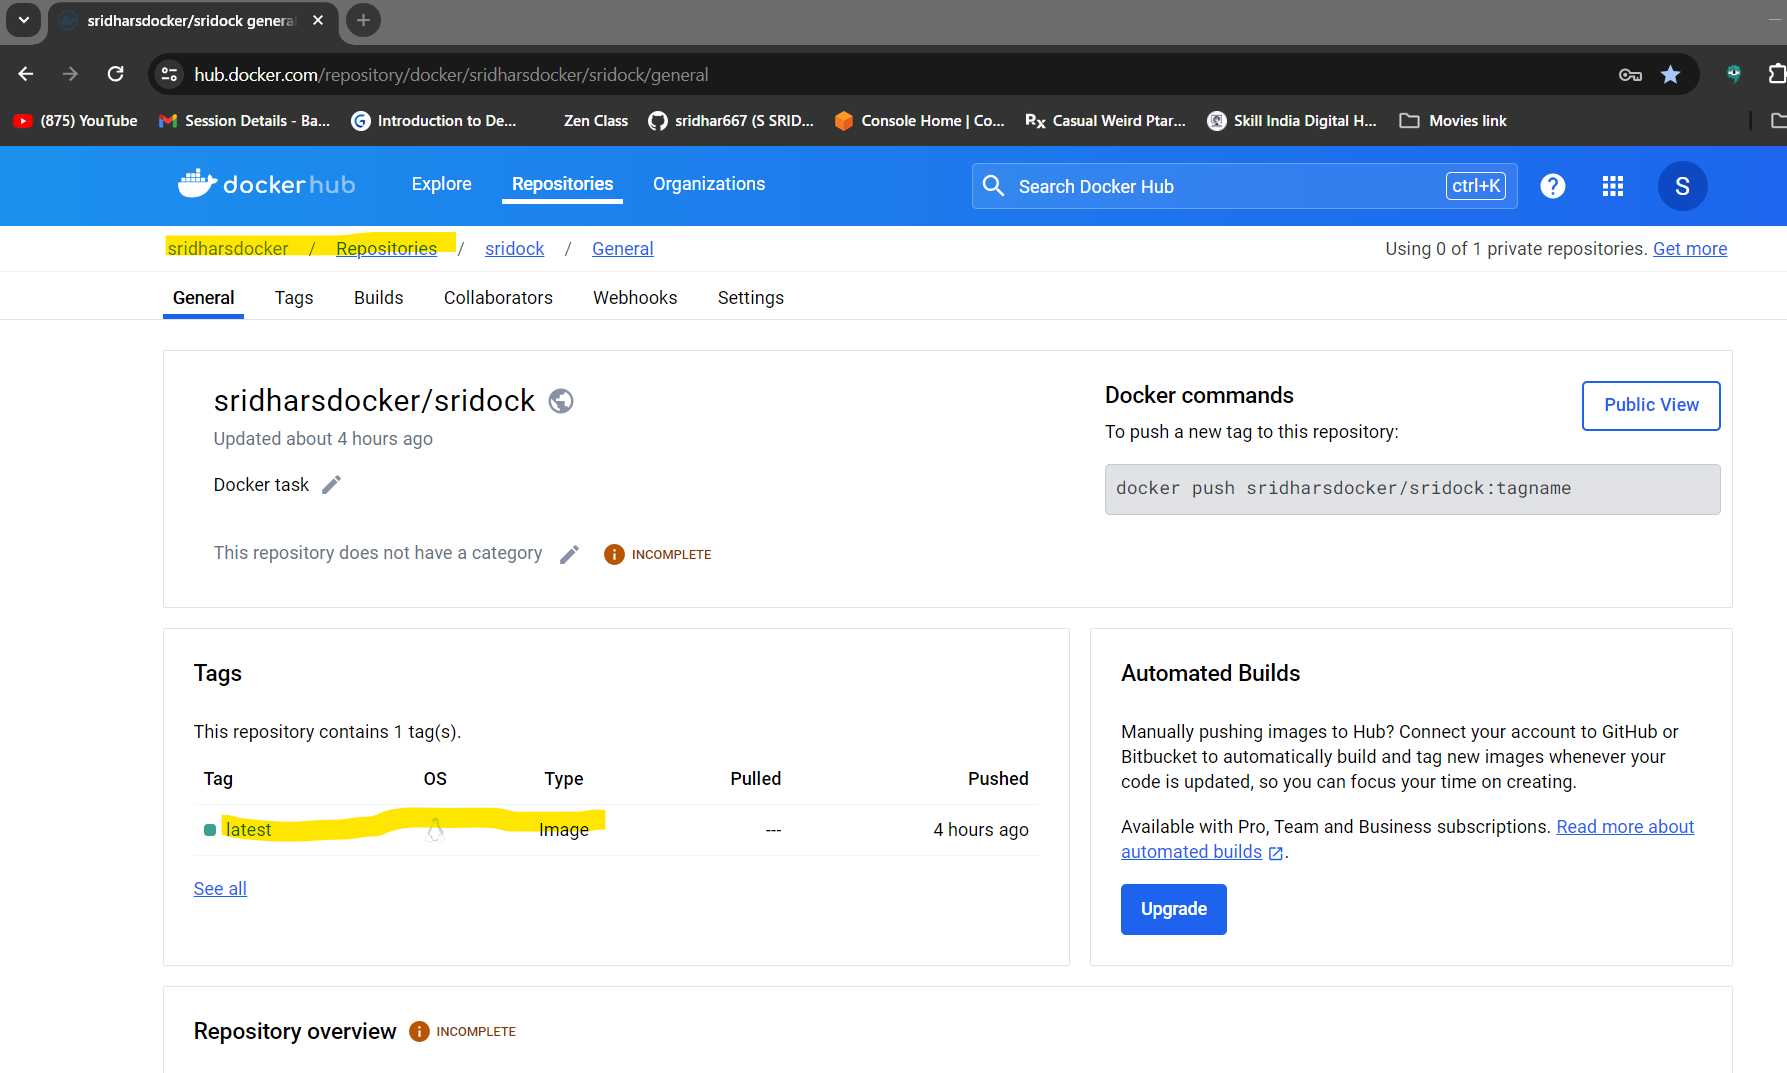 sridharsdocker/sridock genera
hub.docker.com/repository/docker/sridharsdocker/sridock/general
(875) YouTube Session Details - Ba... Introduction to De... Zen Class sridhar667 (S SRID... Console Home | Co... Rx Casual Weird Ptar... Skill India Digital H... Movies link
dockerhub Explore Repositories Organizations Search Docker Hub ctrl+K ? S
sridharsdocker / Repositories / sridock / General Using 0 of 1 private repositories. Get more
General Tags Builds Collaborators Webhooks Settings
sridharsdocker/sridock
Updated about 4 hours ago
Docker task
This repository does not have a category INCOMPLETE
Docker commands
Public View
To push a new tag to this repository:
docker push sridharsdocker/sridock:tagname
Tags
This repository contains 1 tag(s).
Tag OS Type Pulled Pushed
latest Image --- 4 hours ago
See all
Automated Builds
Manually pushing images to Hub? Connect your account to GitHub or
Bitbucket to automatically build and tag new images whenever your
code is updated, so you can focus your time on creating.
Available with Pro, Team and Business subscriptions. Read more about
automated builds .
Upgrade
Repository overview INCOMPLETE